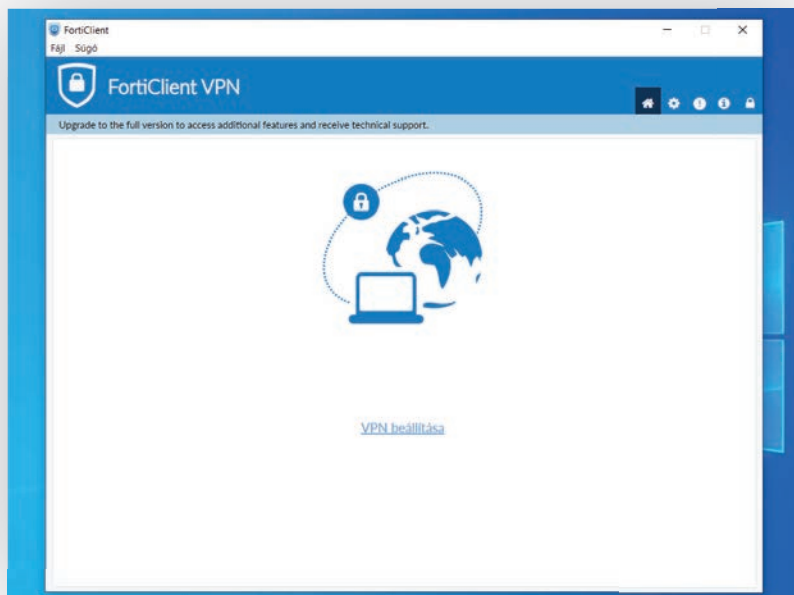 FortiClient
Fájl Súgó
FortiClient VPN
Upgrade to the full version to access additional features and receive technical support.
VPN beállítása